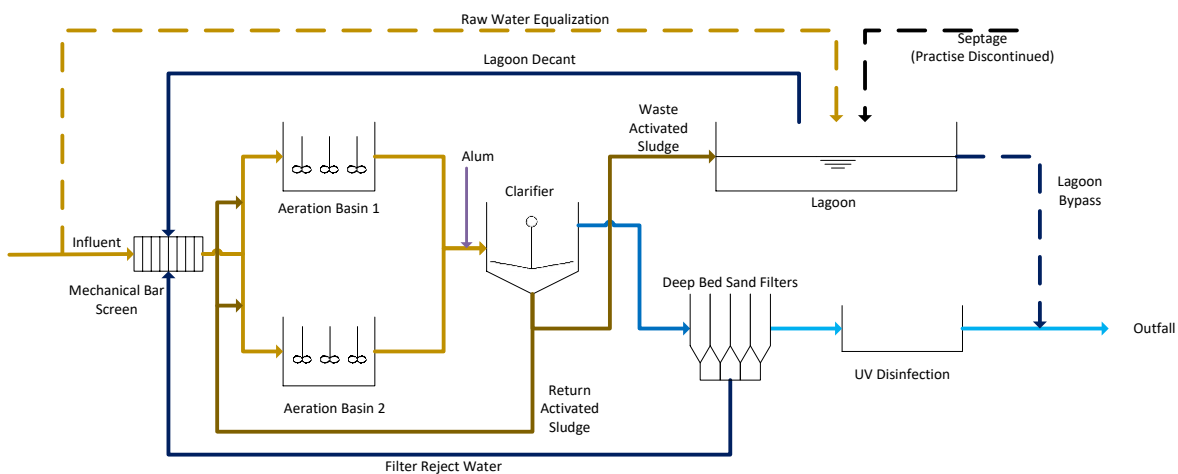 Raw Water Equalization
Septage
(Practise Discontinued)
Lagoon Decant
Waste
Activated
Sludge
Alum
Clarifier
Aeration Basin 1
Lagoon
Lagoon
Bypass
Influent
Mechanical Bar
Screen
Deep Bed Sand Filters
Outfall
UV Disinfection
Aeration Basin 2
Return
Activated
Sludge
Filter Reject Water